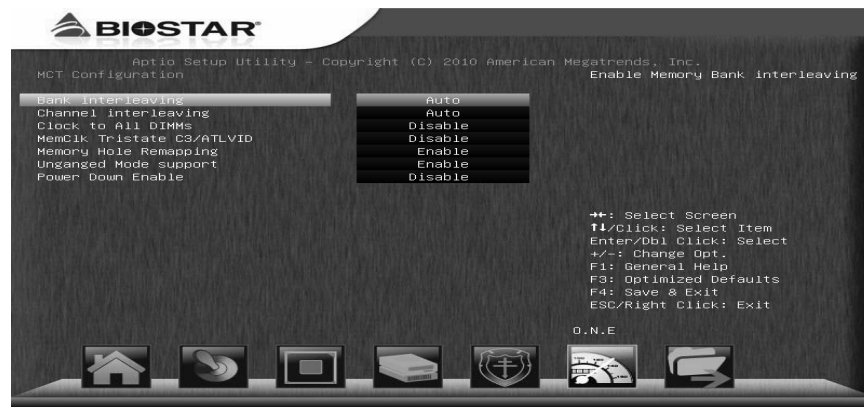 BIOSTAR®
Aptio Setup Utility - Copyright (C) 2010 American Megatrends, Inc.
MCT Configuration
Enable Memory Bank interleaving
Bank interleaving Auto
Channel interleaving Auto
Clock to All DIMMs Disable
MemClk Tristate C3/ATLVID Disable
Memory Hole Remapping Enable
Unganged Mode support Enable
Power Down Enable Disable
→←: Select Screen
↑↓/Click: Select Item
Enter/Dbl Click: Select
+/-: Change Opt.
F1: General Help
F3: Optimized Defaults
F4: Save & Exit
ESC/Right Click: Exit
O.N.E